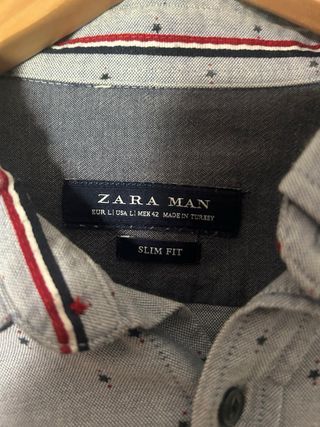 ZARA MAN
EUR L | USA L | MEX 42 MADE IN TURKEY
SLIM FIT